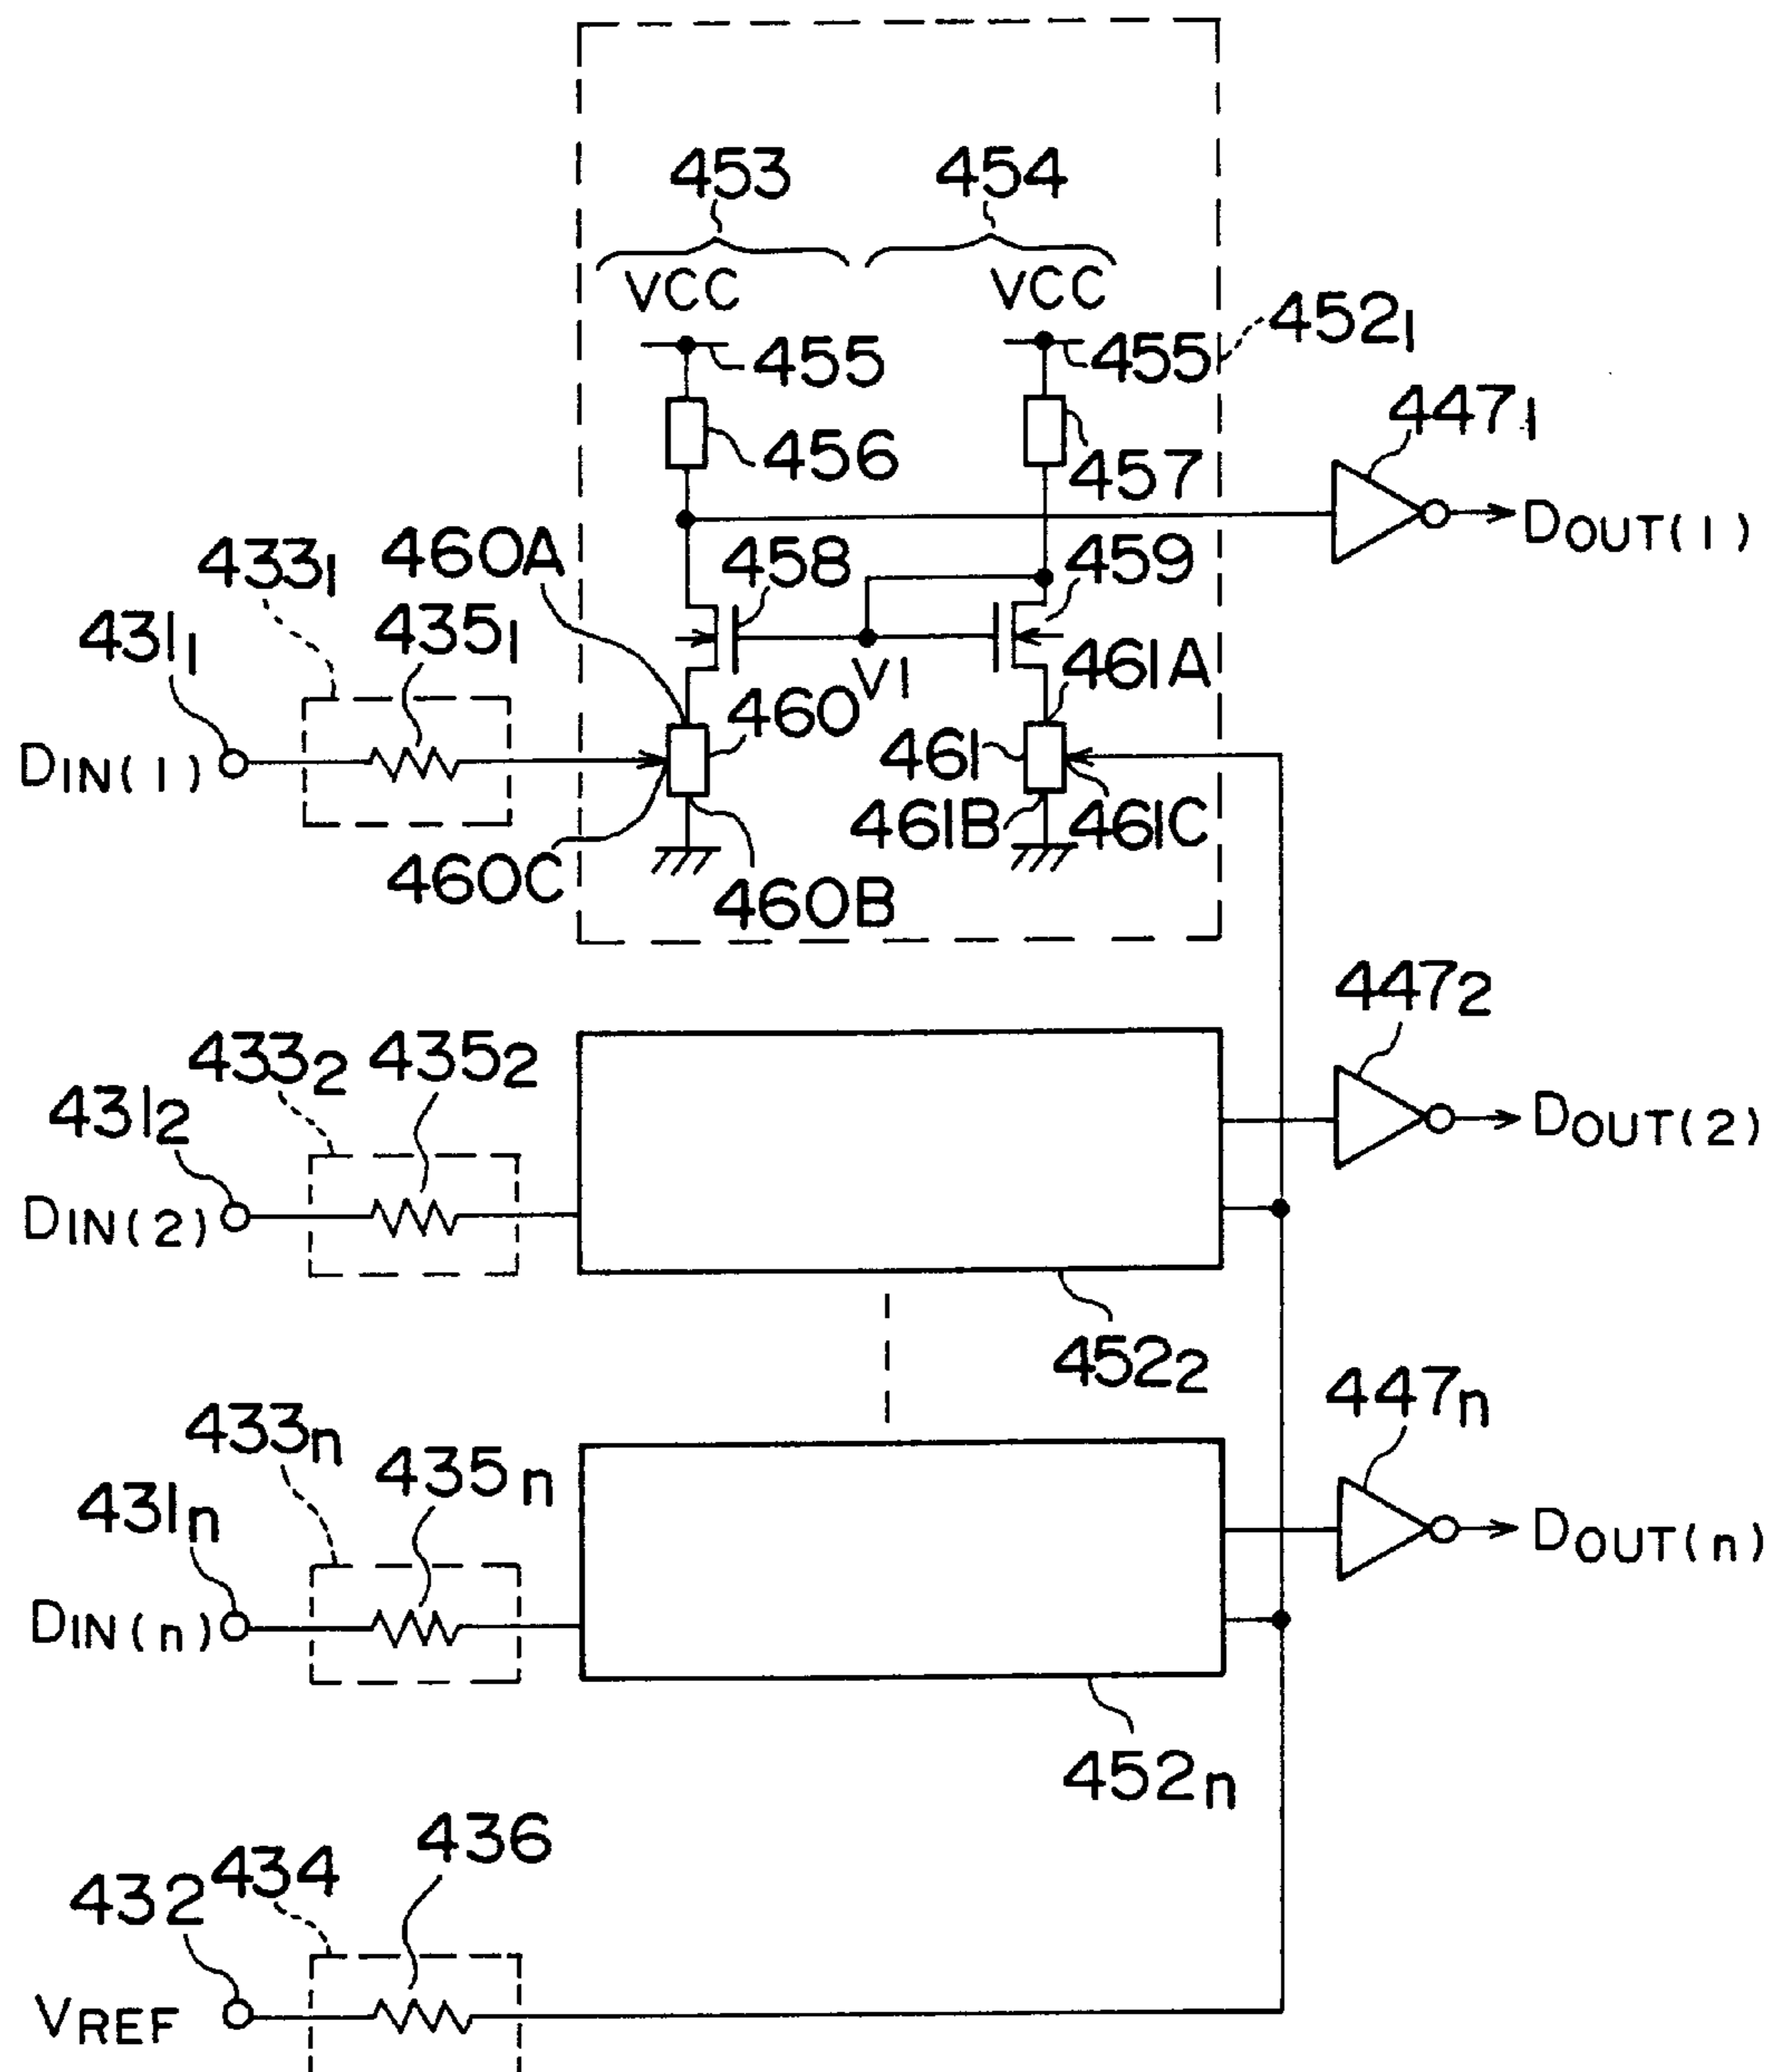 453
454
VCC
VCC
455
455
452₁
456
457
447₁
DOUT(1)
433₁
460A
458
459
431₁
435₁
V1
461A
460
DIN(1)
461
461B
461C
460C
460B
433₂
435₂
447₂
431₂
DOUT(2)
DIN(2)
452₂
433n
435n
447n
431n
DOUT(n)
DIN(n)
452n
436
434
432
VREF